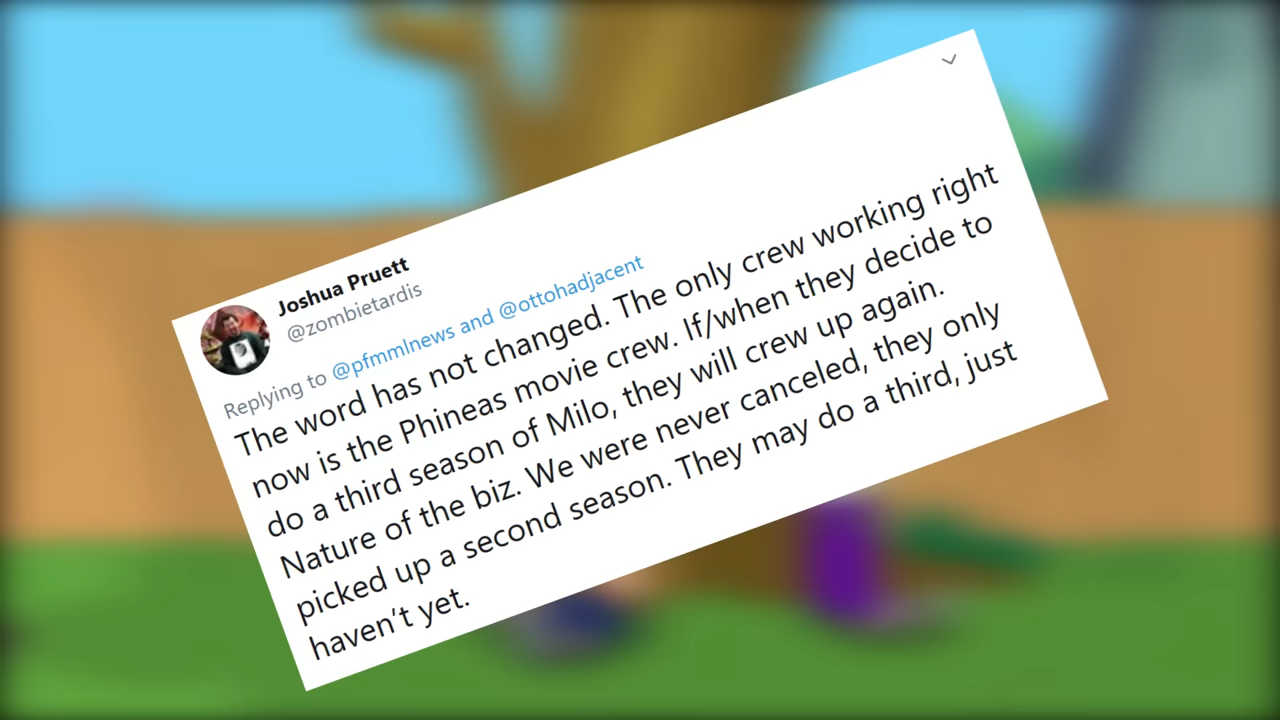 Joshua Pruett
@zombietardis
Replying to @pfmmlnews and @ottohadjacent
The word has not changed. The only crew working right
now is the Phineas movie crew. If/when they decide to
do a third season of Milo, they will crew up again.
Nature of the biz. We were never canceled, they only
picked up a second season. They may do a third, just
haven’t yet.